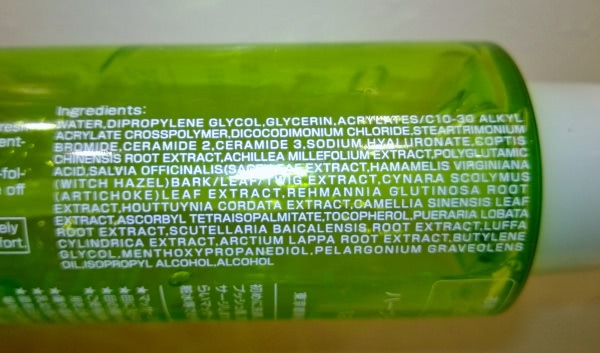 Ingredients:
WATER,DIPROPYLENE GLYCOL,GLYCERIN,ACRYLATES/C10-30 ALKYL
ACRYLATE CROSSPOLYMER,DICOCODIMONIUM CHLORIDE,STEARTRIMONIUM
BROMIDE,CERAMIDE 2,CERAMIDE 3,SODIUM HYALURONATE,COPTIS
CHINENSIS ROOT EXTRACT,ACHILLEA MILLEFOLIUM EXTRACT,POLYGLUTAMIC
ACID,SALVIA OFFICINALIS EXTRACT,HAMAMELIS VIRGINIANA
(WITCH HAZEL)BARK/LEAF/TWIG EXTRACT,CYNARA SCOLYMUS
(ARTICHOKE)LEAF EXTRACT,REHMANNIA GLUTINOSA ROOT
EXTRACT,HOUTTUYNIA CORDATA EXTRACT,CAMELLIA SINENSIS LEAF
EXTRACT,ASCORBYL TETRAISOPALMITATE,TOCOPHEROL,PUERARIA LOBATA
ROOT EXTRACT,SCUTELLARIA BAICALENSIS ROOT EXTRACT,LUFFA
CYLINDRICA EXTRACT,ARCTIUM LAPPA ROOT EXTRACT,BUTYLENE
GLYCOL,MENTHOXYPROPANEDIOL,PELARGONIUM GRAVEOLENS
OIL,ISOPROPYL ALCOHOL,ALCOHOL